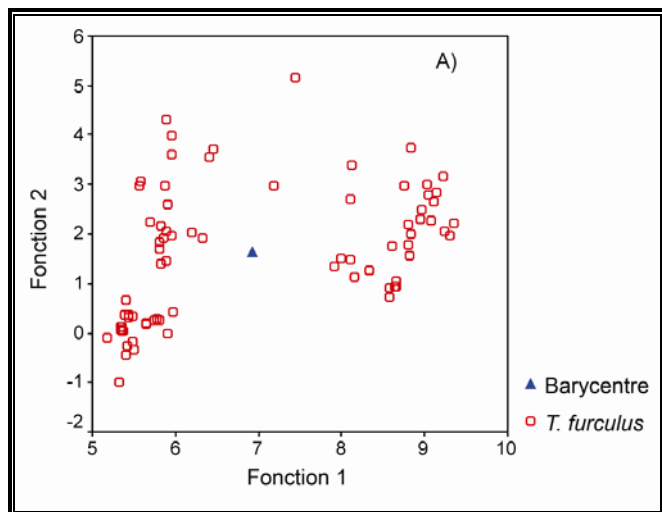 A)
6
5
4
3
2
1
0
-1
-2
Fonction 2
5 6 7 8 9 10
Fonction 1
Barycentre
T. furculus